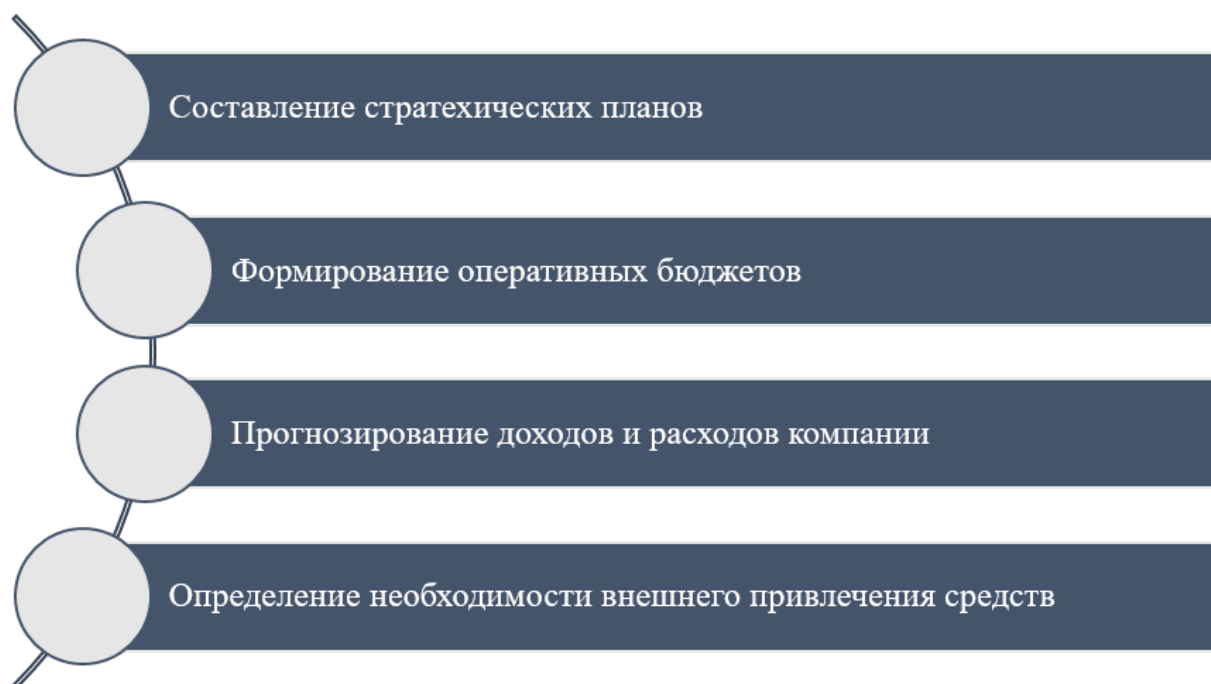 Составление стратехических планов
Формирование оперативных бюджетов
Прогнозирование доходов и расходов компании
Определение необходимости внешнего привлечения средств